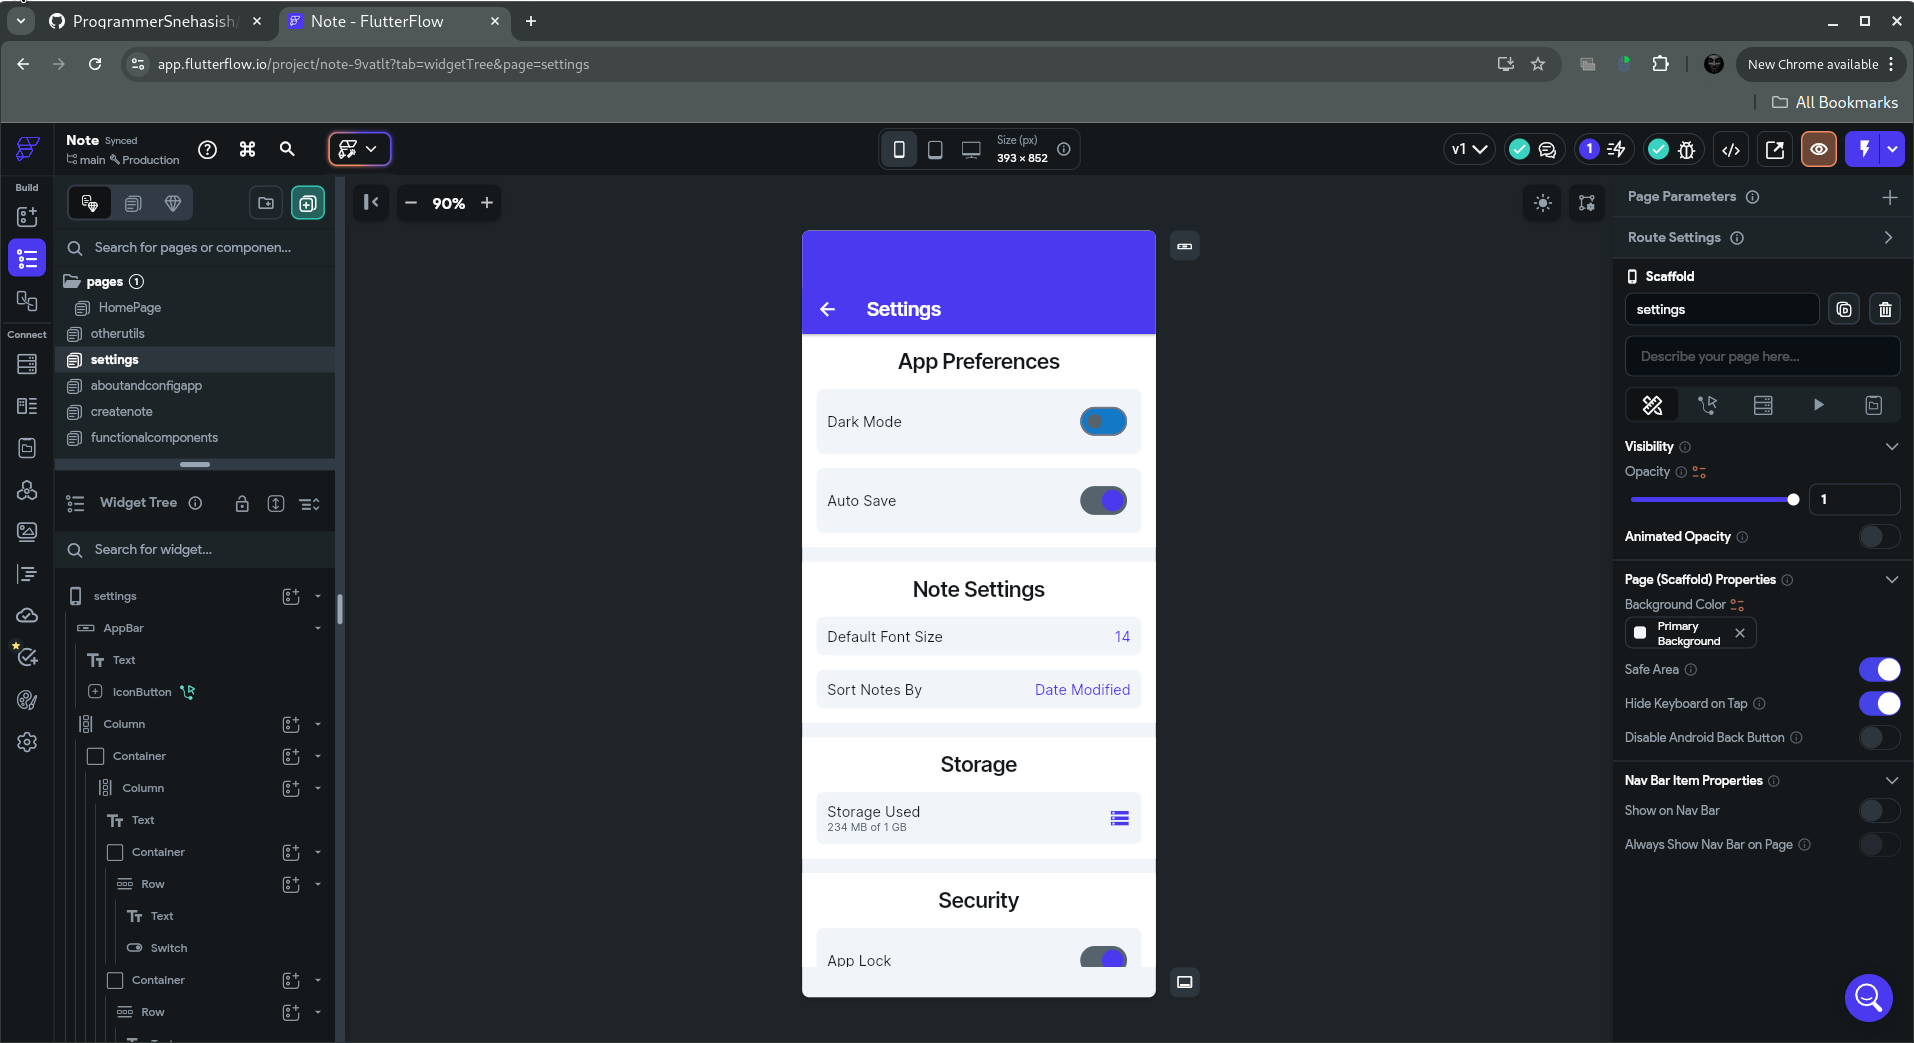 ProgrammerSnehasish/
Note - FlutterFlow
app.flutterflow.io/project/note-9vatlt?tab=widgetTree&page=settings
New Chrome available
All Bookmarks
Note Synced
main Production
Size (px)
393 × 852
v1
1
Build
Connect
Search for pages or componen...
pages 1
HomePage
otherutils
settings
aboutandconfigapp
createnote
functionalcomponents
Widget Tree
Search for widget...
settings
AppBar
Text
IconButton
Column
Container
Column
Text
Container
Row
Text
Switch
Container
Row
90%
Settings
App Preferences
Dark Mode
Auto Save
Note Settings
Default Font Size 14
Sort Notes By Date Modified
Storage
Storage Used
234 MB of 1 GB
Security
App Lock
Page Parameters
Route Settings
Scaffold
settings
Describe your page here...
Visibility
Opacity
1
Animated Opacity
Page (Scaffold) Properties
Background Color
Primary
Background
Safe Area
Hide Keyboard on Tap
Disable Android Back Button
Nav Bar Item Properties
Show on Nav Bar
Always Show Nav Bar on Page